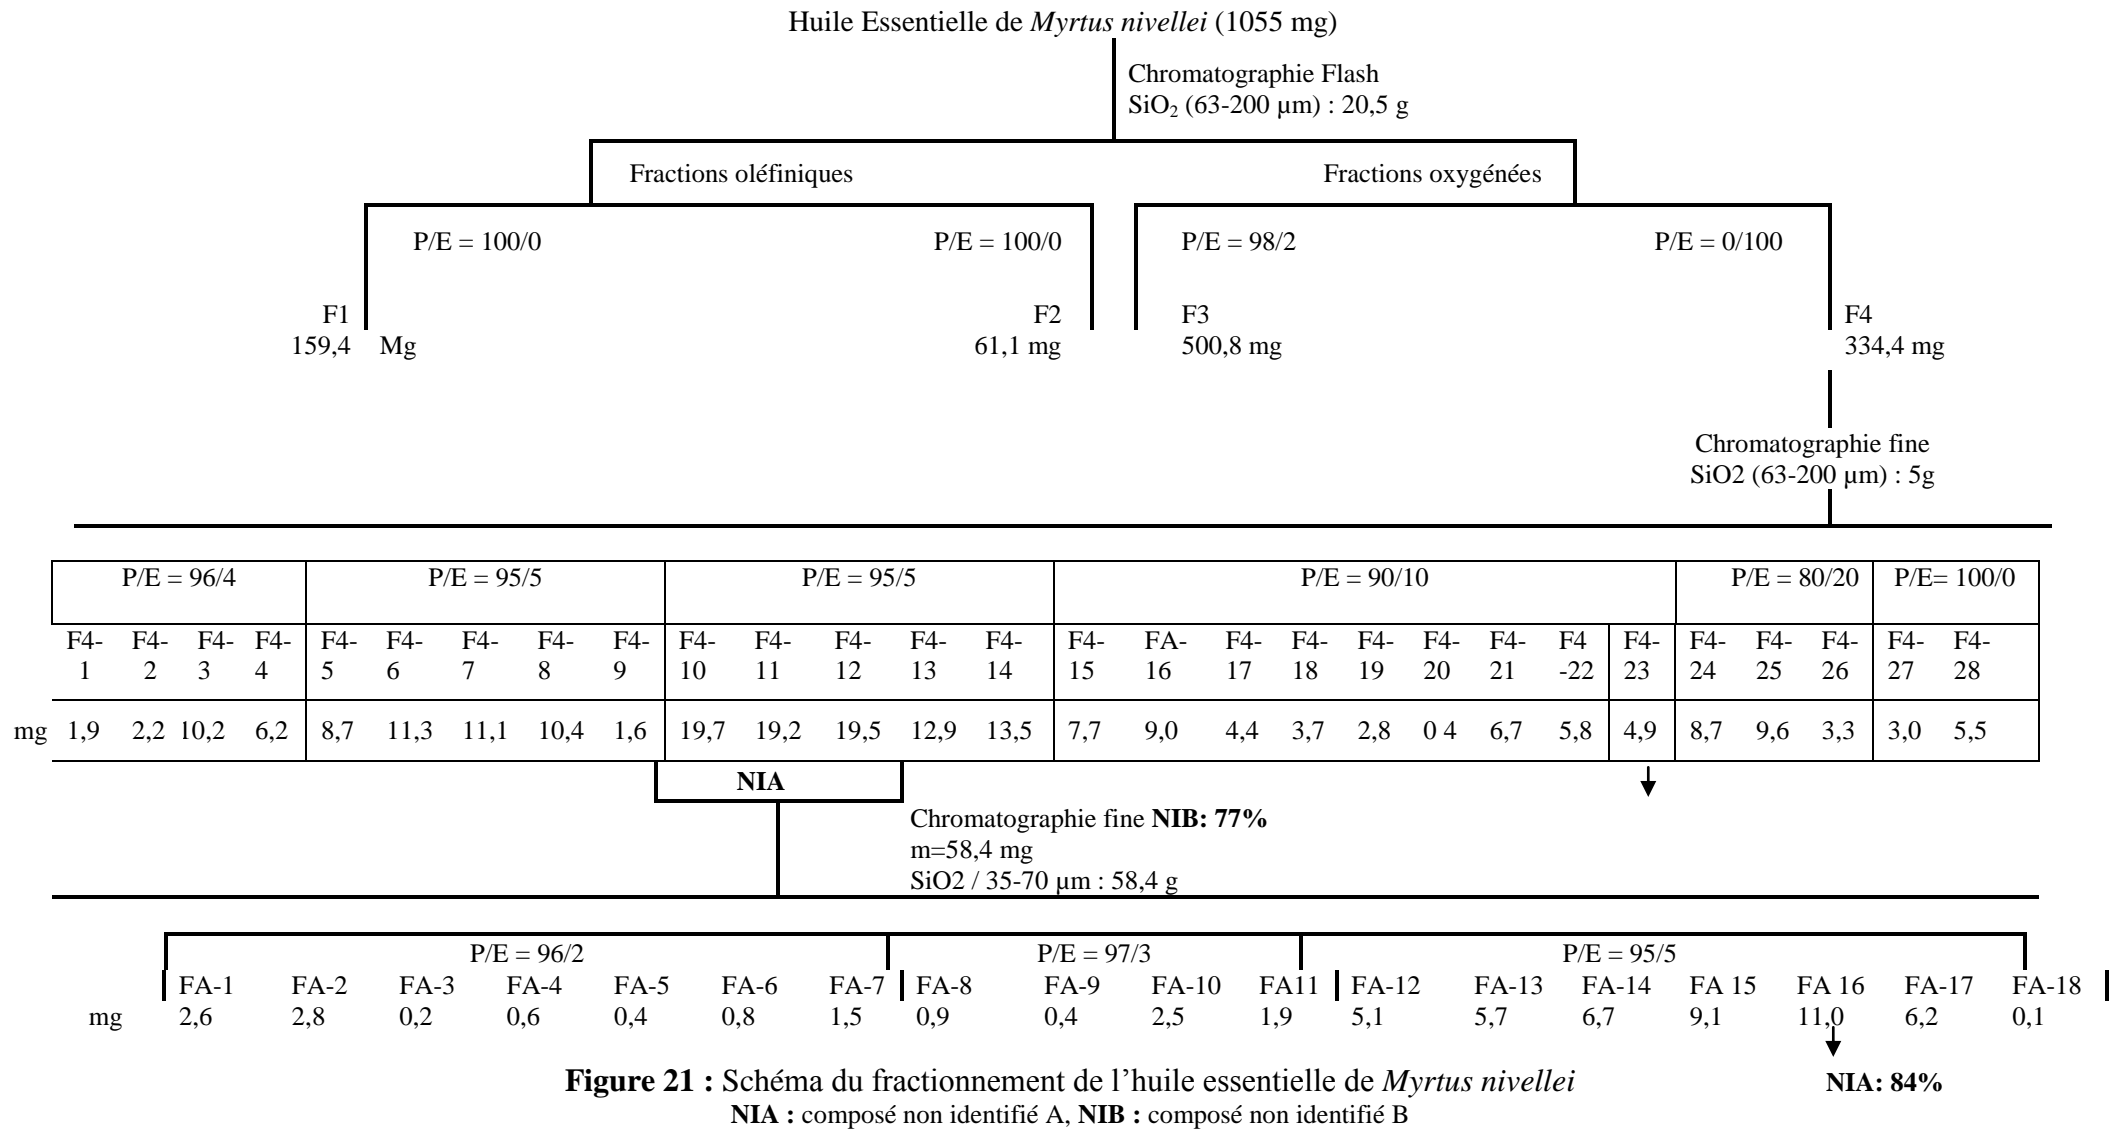 Huile Essentielle de Myrtus nivellei (1055 mg)
Chromatographie Flash
SiO₂ (63-200 µm) : 20,5 g
Fractions oléfiniques Fractions oxygénées
P/E = 100/0 P/E = 100/0 P/E = 98/2 P/E = 0/100
F1 F2 F3 F4
159,4 Mg 61,1 mg 500,8 mg 334,4 mg
Chromatographie fine
SiO2 (63-200 µm) : 5g
P/E = 96/4 P/E = 95/5 P/E = 95/5 P/E = 90/10 P/E = 80/20 P/E= 100/0
F4- F4- F4- F4- F4- F4- F4- F4- F4- F4- F4- F4- F4- F4- F4- FA- F4- F4- F4- F4- F4- F4 F4- F4- F4- F4- F4- F4-
1 2 3 4 5 6 7 8 9 10 11 12 13 14 15 16 17 18 19 20 21 -22 23 24 25 26 27 28
mg 1,9 2,2 10,2 6,2 8,7 11,3 11,1 10,4 1,6 19,7 19,2 19,5 12,9 13,5 7,7 9,0 4,4 3,7 2,8 0 4 6,7 5,8 4,9 8,7 9,6 3,3 3,0 5,5
NIA
Chromatographie fine NIB: 77%
m=58,4 mg
SiO2 / 35-70 µm : 58,4 g
P/E = 96/2 P/E = 97/3 P/E = 95/5
FA-1 FA-2 FA-3 FA-4 FA-5 FA-6 FA-7 FA-8 FA-9 FA-10 FA11 FA-12 FA-13 FA-14 FA 15 FA 16 FA-17 FA-18
mg 2,6 2,8 0,2 0,6 0,4 0,8 1,5 0,9 0,4 2,5 1,9 5,1 5,7 6,7 9,1 11,0 6,2 0,1
Figure 21 : Schéma du fractionnement de l’huile essentielle de Myrtus nivellei NIA: 84%
NIA : composé non identifié A, NIB : composé non identifié B